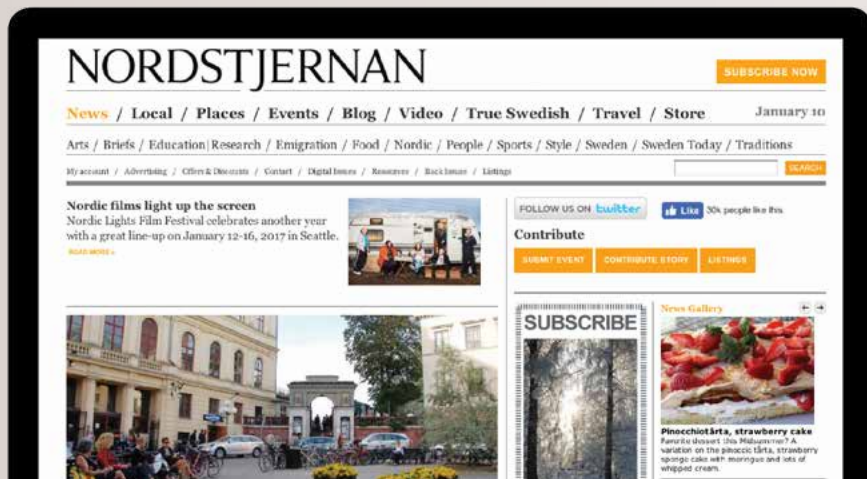 NORDSTJERNAN
SUBSCRIBE NOW
News / Local / Places / Events / Blog / Video / True Swedish / Travel / Store
January 10
Arts / Briefs / Education|Research / Emigration / Food / Nordic / People / Sports / Style / Sweden / Sweden Today / Traditions
My account / Advertising / Offers & Discounts / Contact / Digital Issues / Resources / Back Issues / Listings
SEARCH
Nordic films light up the screen
Nordic Lights Film Festival celebrates another year
with a great line-up on January 12-16, 2017 in Seattle.
READ MORE »
FOLLOW US ON twitter
Like 30k people like this.
Contribute
SUBMIT EVENT
CONTRIBUTE STORY
LISTINGS
SUBSCRIBE
News Gallery
Pinocchiotårta, strawberry cake
Favorite dessert this Midsummer? A
variation on the pinoccio tårta, strawberry
sponge cake with meringue and lots of
whipped cream.